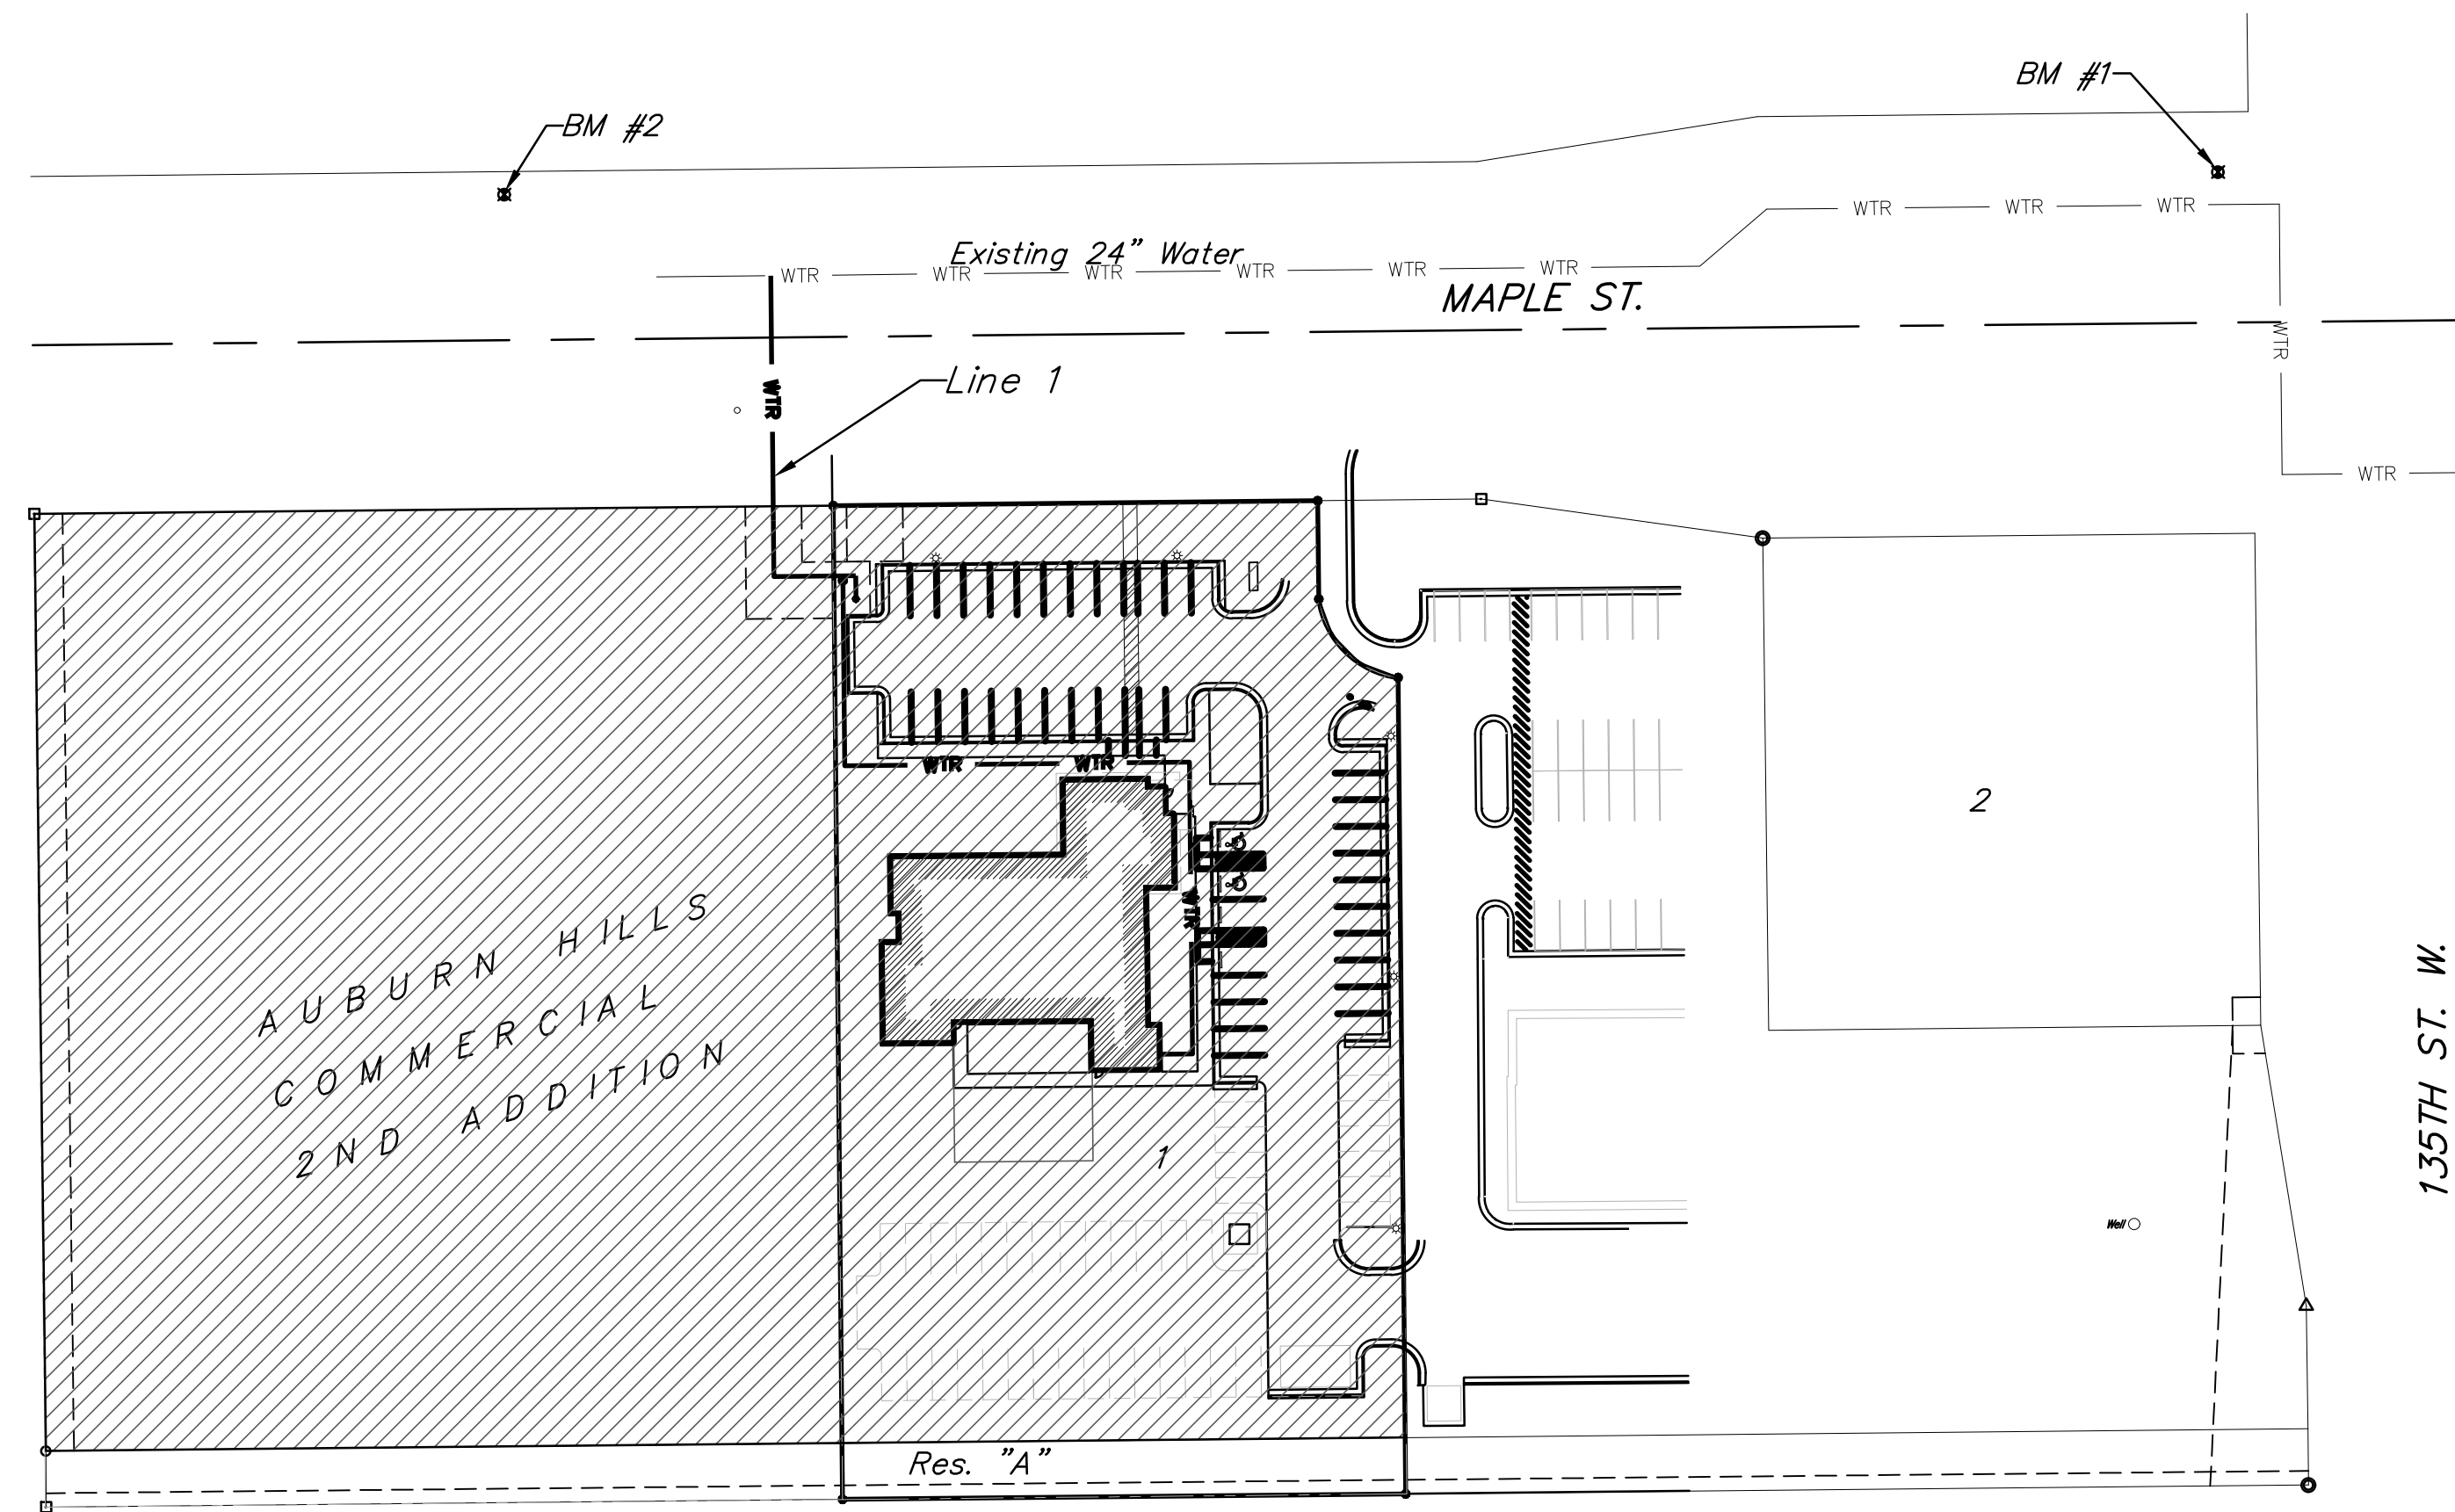 BM #1
BM #2
WTR WTR WTR
Existing 24" Water
WTR WTR WTR WTR WTR WTR
MAPLE ST.
WTR
Line 1
WTR
WTR
WTR WTR
2
WTR
AUBURN HILLS
COMMERCIAL
2ND ADDITION
135TH ST. W.
1
Well
Res. "A"